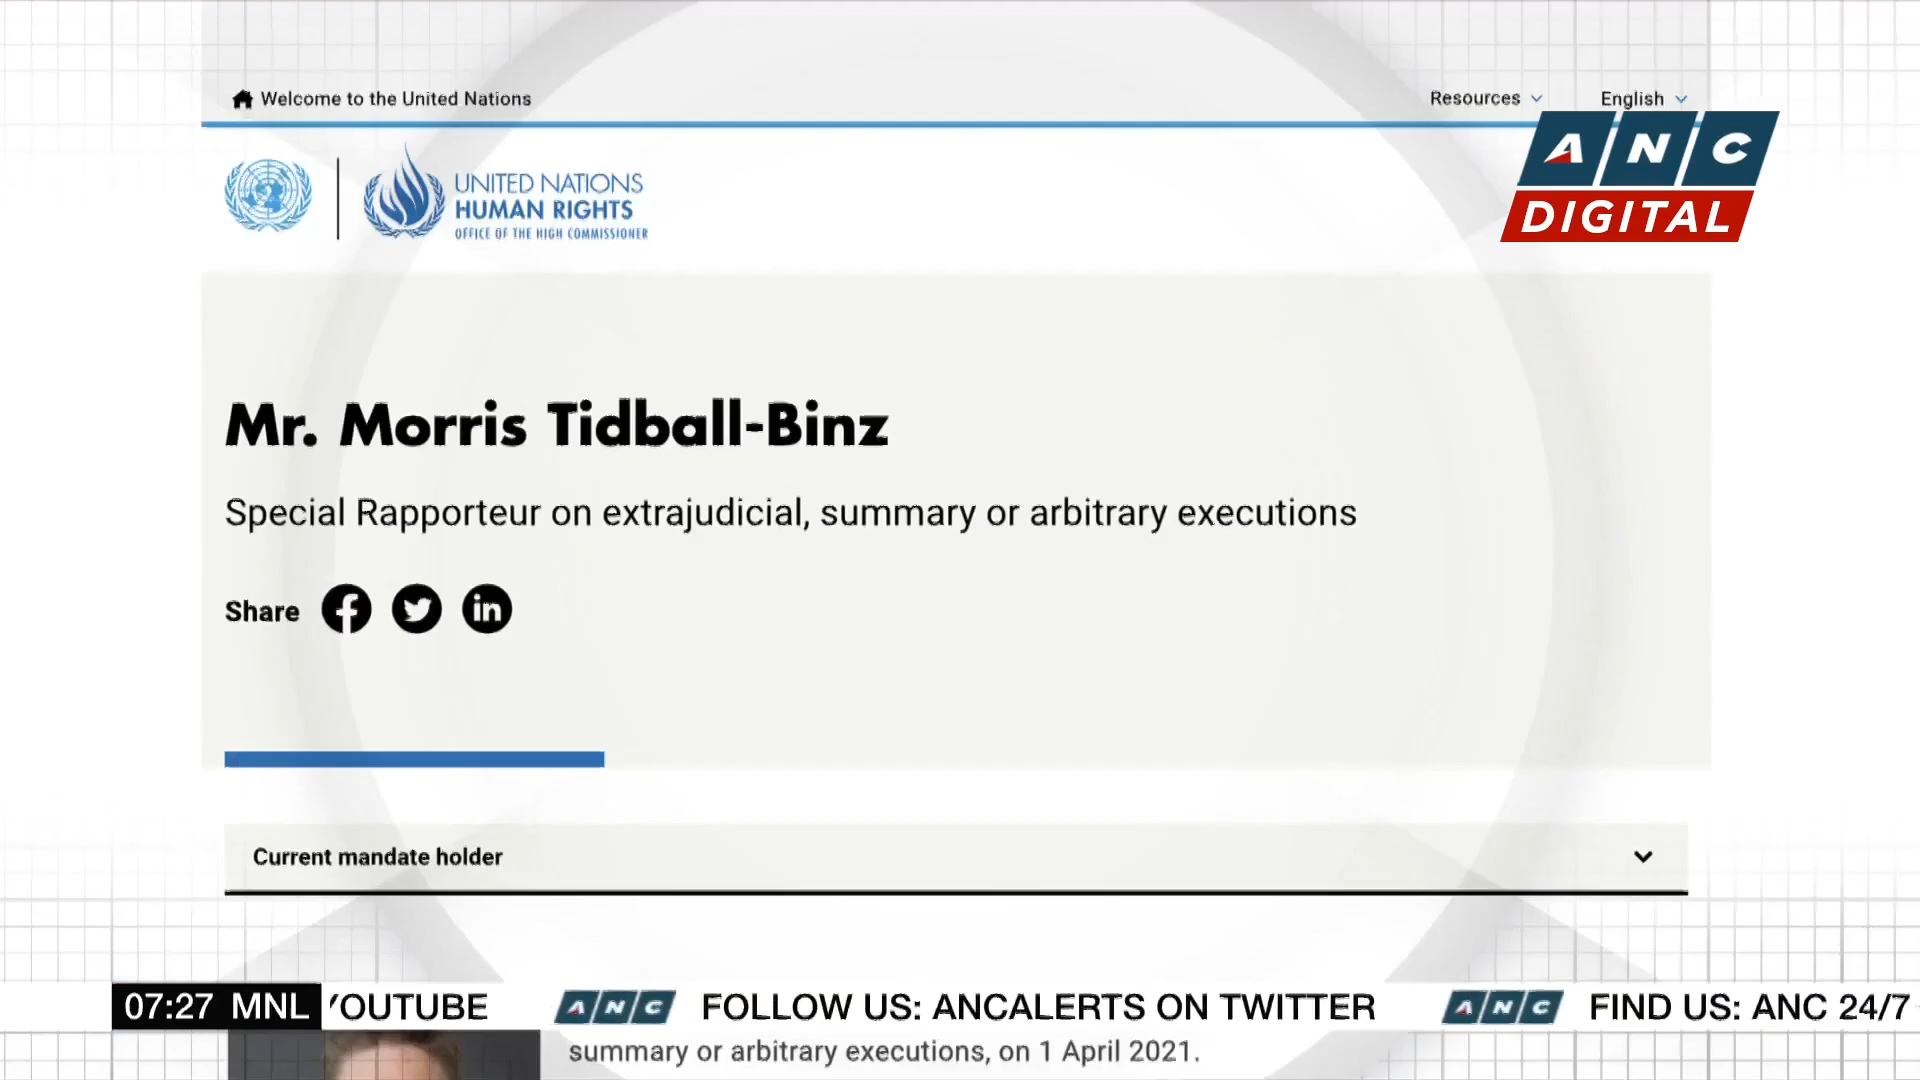 Welcome to the United Nations
Resources
English
ANC
DIGITAL
UNITED NATIONS
HUMAN RIGHTS
OFFICE OF THE HIGH COMMISSIONER
Mr. Morris Tidball-Binz
Special Rapporteur on extrajudicial, summary or arbitrary executions
Share
Current mandate holder
07:27 MNL YOUTUBE ANC FOLLOW US: ANCALERTS ON TWITTER ANC FIND US: ANC 24/7
summary or arbitrary executions, on 1 April 2021.